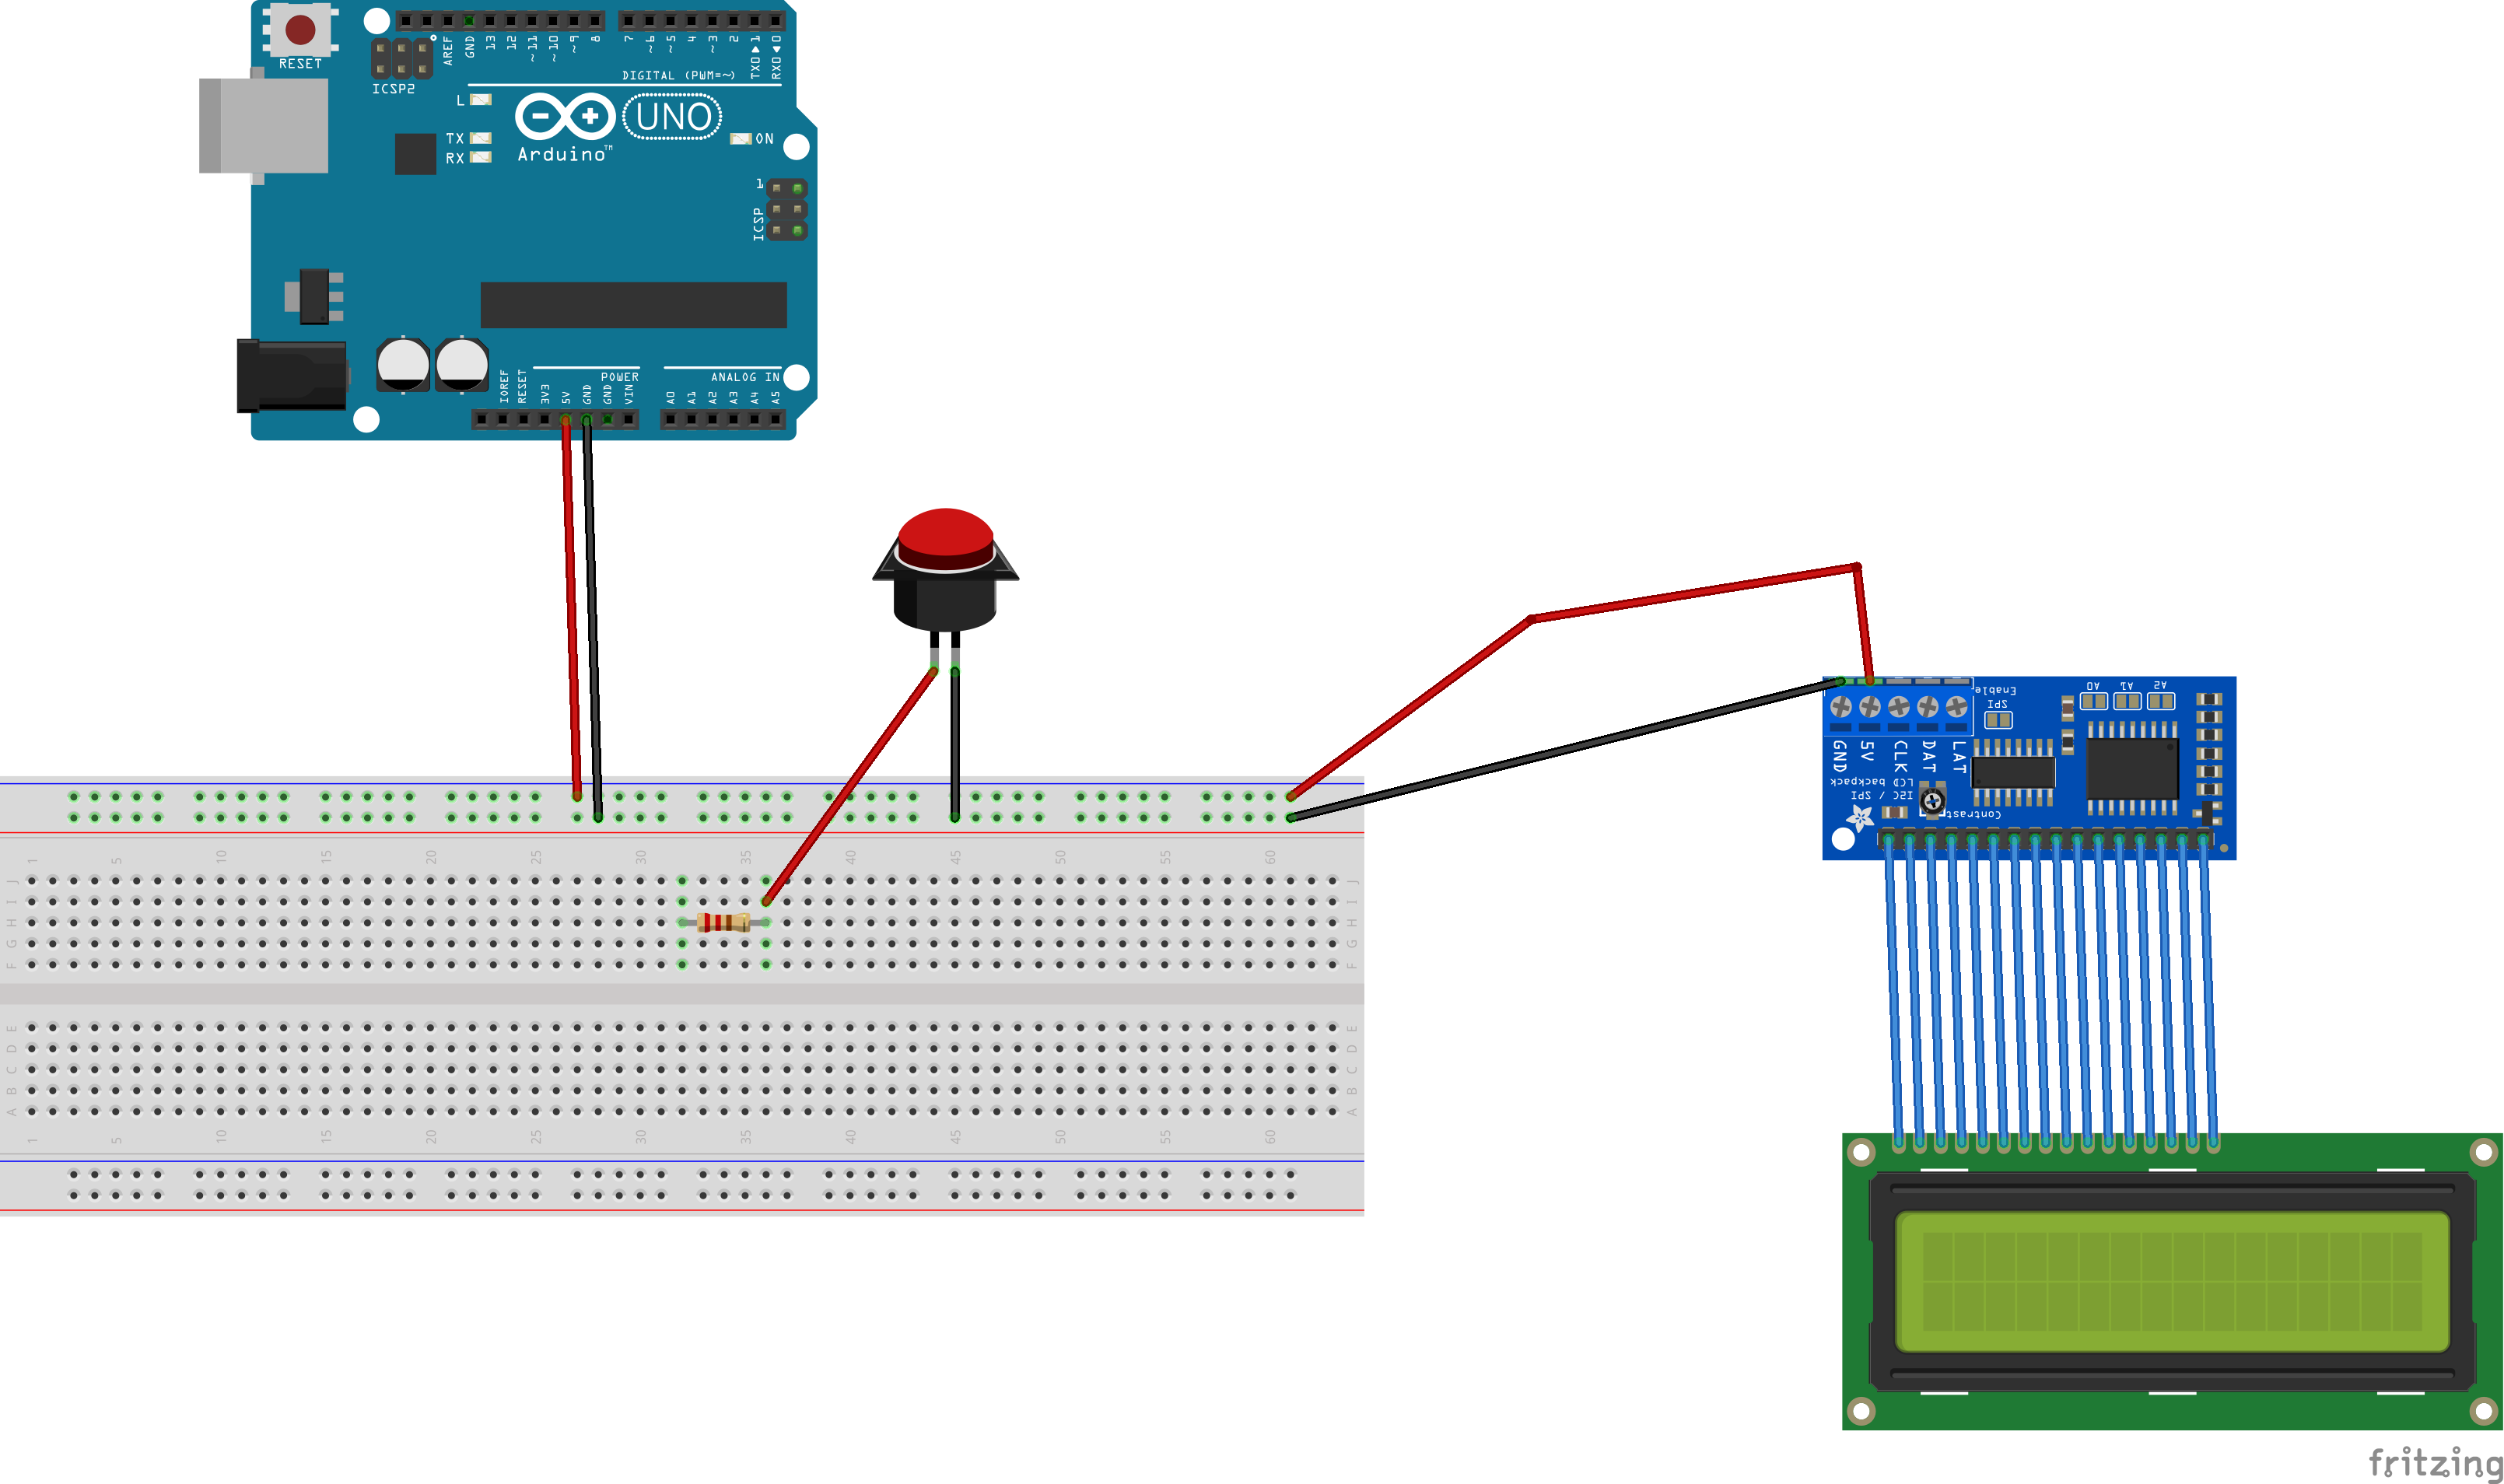 RESET
ICSP2
AREF
GND
13
12
~11
~10
~9
8
7
~6
~5
4
~3
2
TX0▶1
RX0◀0
DIGITAL (PWM=~)
L
TX
RX
UNO
ON
Arduino™
1
ICSP
POWER
ANALOG IN
IOREF
RESET
3V3
5V
GND
GND
VIN
A0
A1
A2
A3
A4
A5
Enable
SPI
A0
A1
A2
GND
5V
CLK
DAT
LAT
LCD backpack
I2C / SPI
Contrast
1 5 10 15 20 25 30 35 40 45 50 55 60
J J
I I
H H
G G
F F
E E
D D
C C
B B
A A
1 5 10 15 20 25 30 35 40 45 50 55 60
fritzing